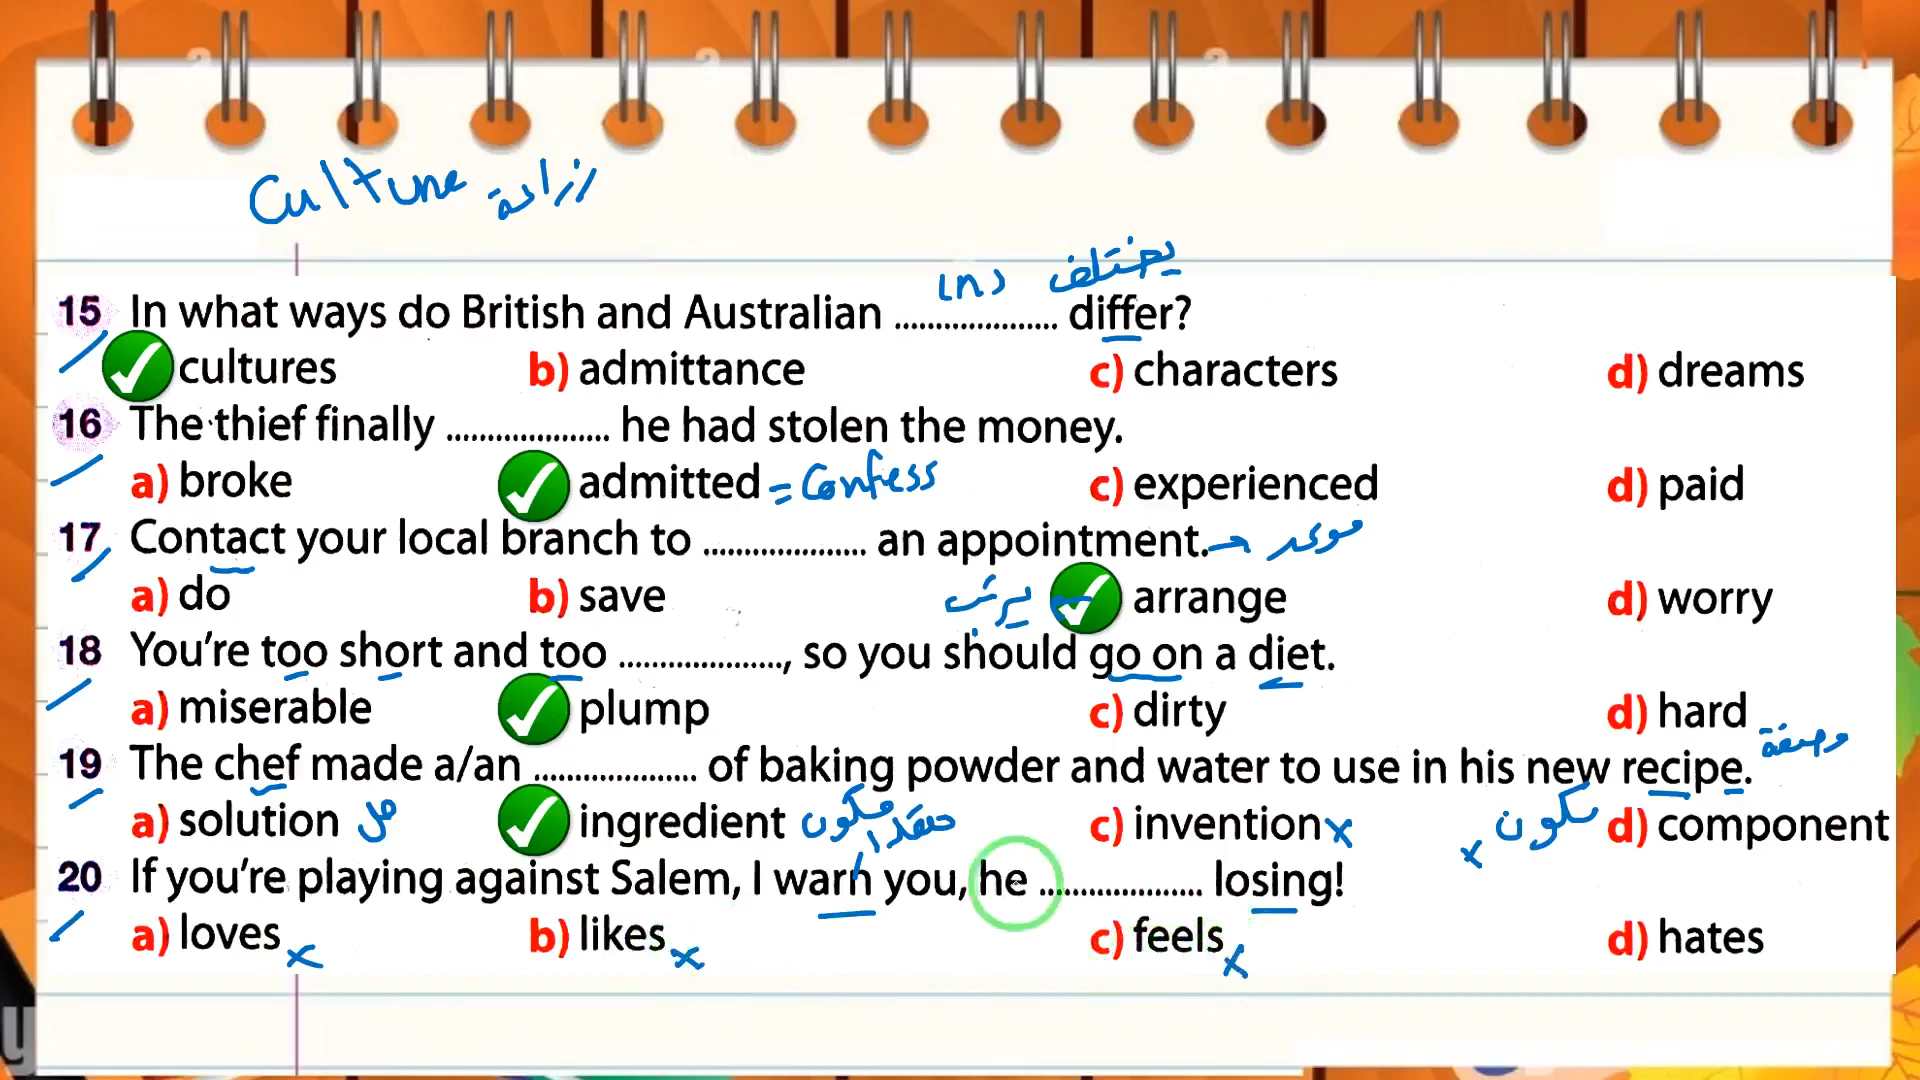 Culture زراعة
(ns يختلف
15 In what ways do British and Australian .................... differ?
cultures b) admittance c) characters d) dreams
16 The thief finally .................... he had stolen the money.
a) broke admitted = Confess c) experienced d) paid
17 Contact your local branch to .................... an appointment. → موعد
a) do b) save يرتب arrange d) worry
18 You're too short and too ...................., so you should go on a diet.
a) miserable plump c) dirty d) hard
19 The chef made a/an .................... of baking powder and water to use in his new recipe. وصفة
a) solution حل ingredient مكون مقدار c) invention x x مكون d) component
20 If you're playing against Salem, I warn you, he .................... losing!
a) loves x b) likes x c) feels x d) hates